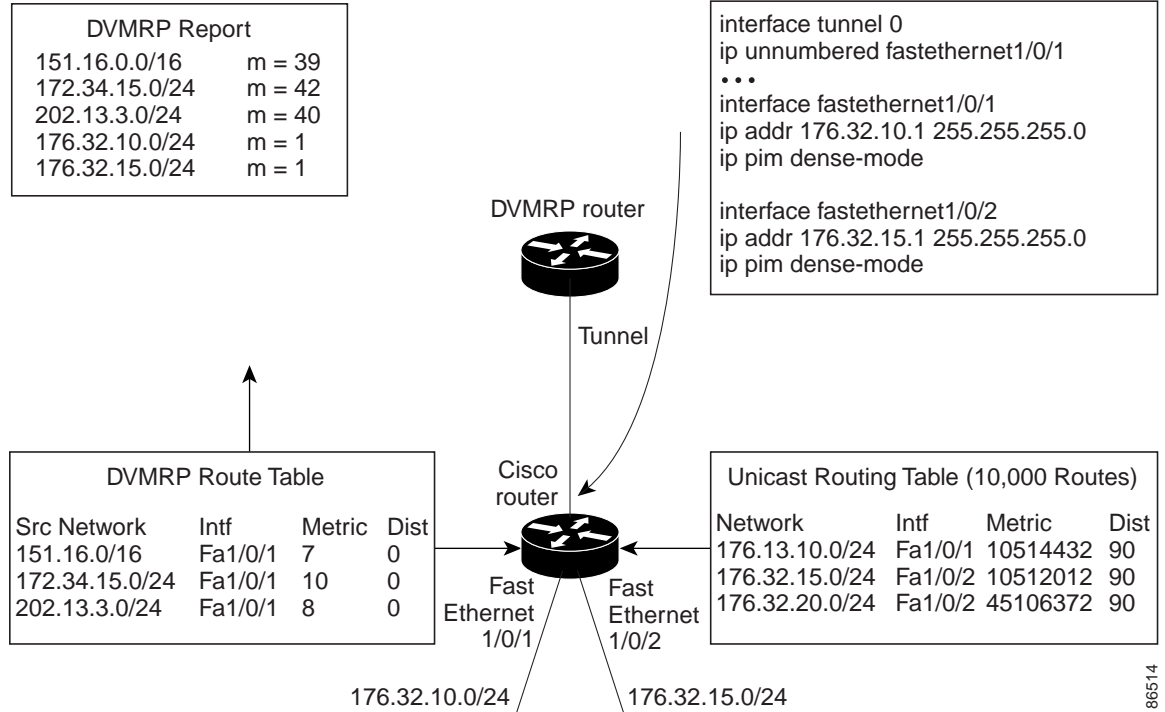 DVMRP Report
151.16.0.0/16 m = 39
172.34.15.0/24 m = 42
202.13.3.0/24 m = 40
176.32.10.0/24 m = 1
176.32.15.0/24 m = 1
interface tunnel 0
ip unnumbered fastethernet1/0/1
• • •
interface fastethernet1/0/1
ip addr 176.32.10.1 255.255.255.0
ip pim dense-mode
interface fastethernet1/0/2
ip addr 176.32.15.1 255.255.255.0
ip pim dense-mode
DVMRP router
Tunnel
Cisco
router
DVMRP Route Table
Src Network Intf Metric Dist
151.16.0/16 Fa1/0/1 7 0
172.34.15.0/24 Fa1/0/1 10 0
202.13.3.0/24 Fa1/0/1 8 0
Unicast Routing Table (10,000 Routes)
Network Intf Metric Dist
176.13.10.0/24 Fa1/0/1 10514432 90
176.32.15.0/24 Fa1/0/2 10512012 90
176.32.20.0/24 Fa1/0/2 45106372 90
Fast
Ethernet
1/0/1
Fast
Ethernet
1/0/2
176.32.10.0/24
176.32.15.0/24
86514